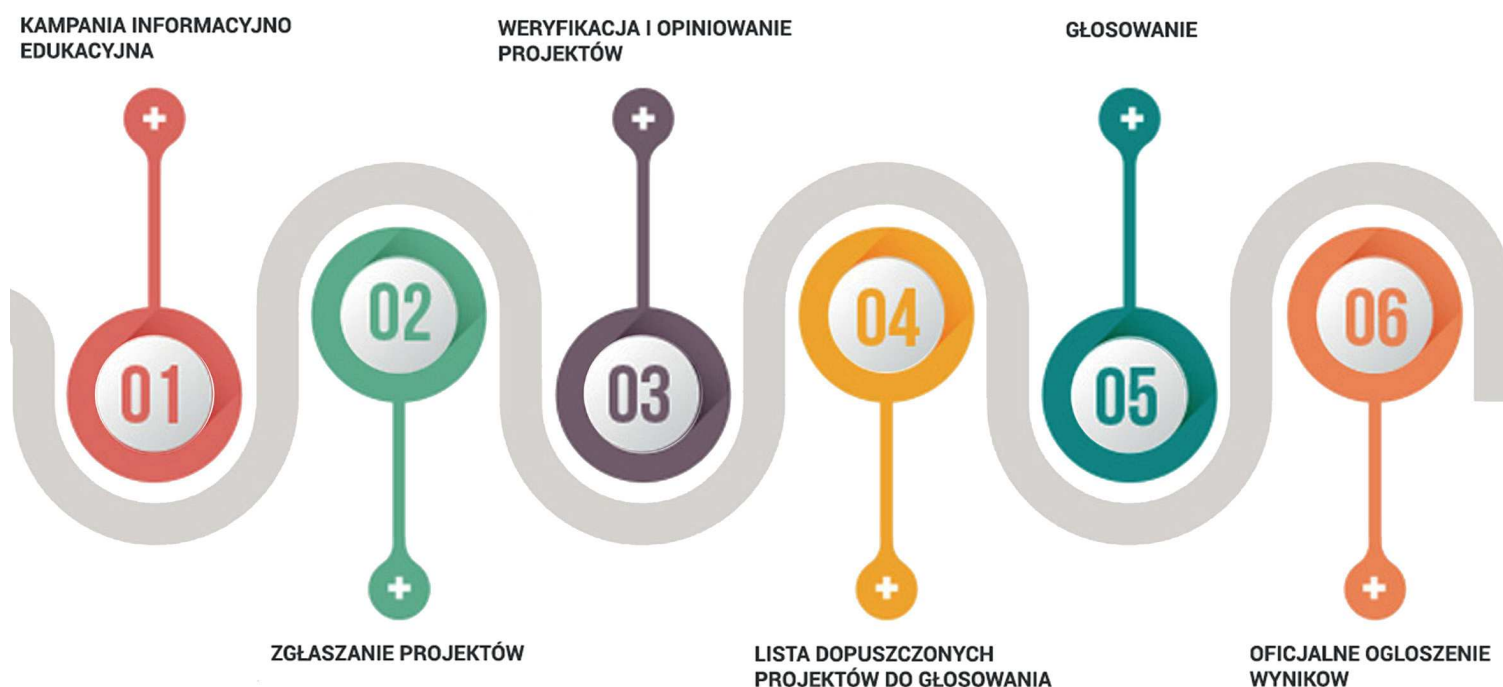 KAMPANIA INFORMACYJNO
EDUKACYJNA
WERYFIKACJA I OPINIOWANIE
PROJEKTÓW
GŁOSOWANIE
01
02
03
04
05
06
ZGŁASZANIE PROJEKTÓW
LISTA DOPUSZCZONYCH
PROJEKTÓW DO GŁOSOWANIA
OFICJALNE OGLOSZENIE
WYNIKOW